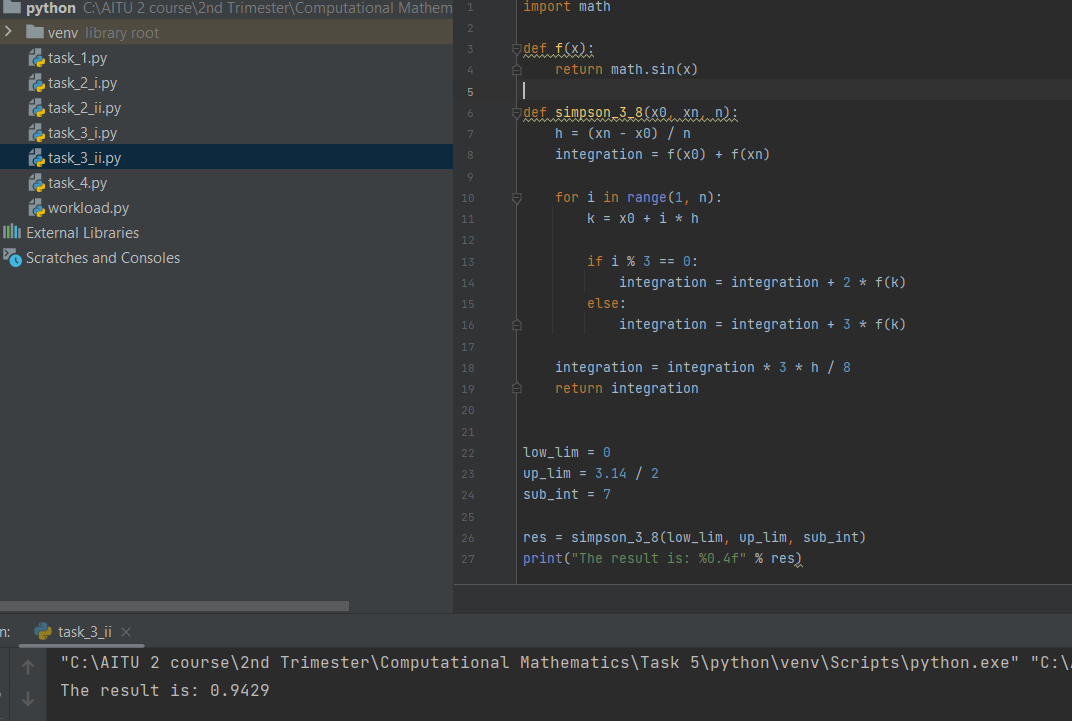 python C:\AITU 2 course\2nd Trimester\Computational Mathem
venv library root
task_1.py
task_2_i.py
task_2_ii.py
task_3_i.py
task_3_ii.py
task_4.py
workload.py
External Libraries
Scratches and Consoles
1 import math
2
3 def f(x):
4 return math.sin(x)
5
6 def simpson_3_8(x0, xn, n):
7 h = (xn - x0) / n
8 integration = f(x0) + f(xn)
9
10 for i in range(1, n):
11 k = x0 + i * h
12
13 if i % 3 == 0:
14 integration = integration + 2 * f(k)
15 else:
16 integration = integration + 3 * f(k)
17
18 integration = integration * 3 * h / 8
19 return integration
20
21
22 low_lim = 0
23 up_lim = 3.14 / 2
24 sub_int = 7
25
26 res = simpson_3_8(low_lim, up_lim, sub_int)
27 print("The result is: %0.4f" % res)
n: task_3_ii
"C:\AITU 2 course\2nd Trimester\Computational Mathematics\Task 5\python\venv\Scripts\python.exe" "C:\
The result is: 0.9429